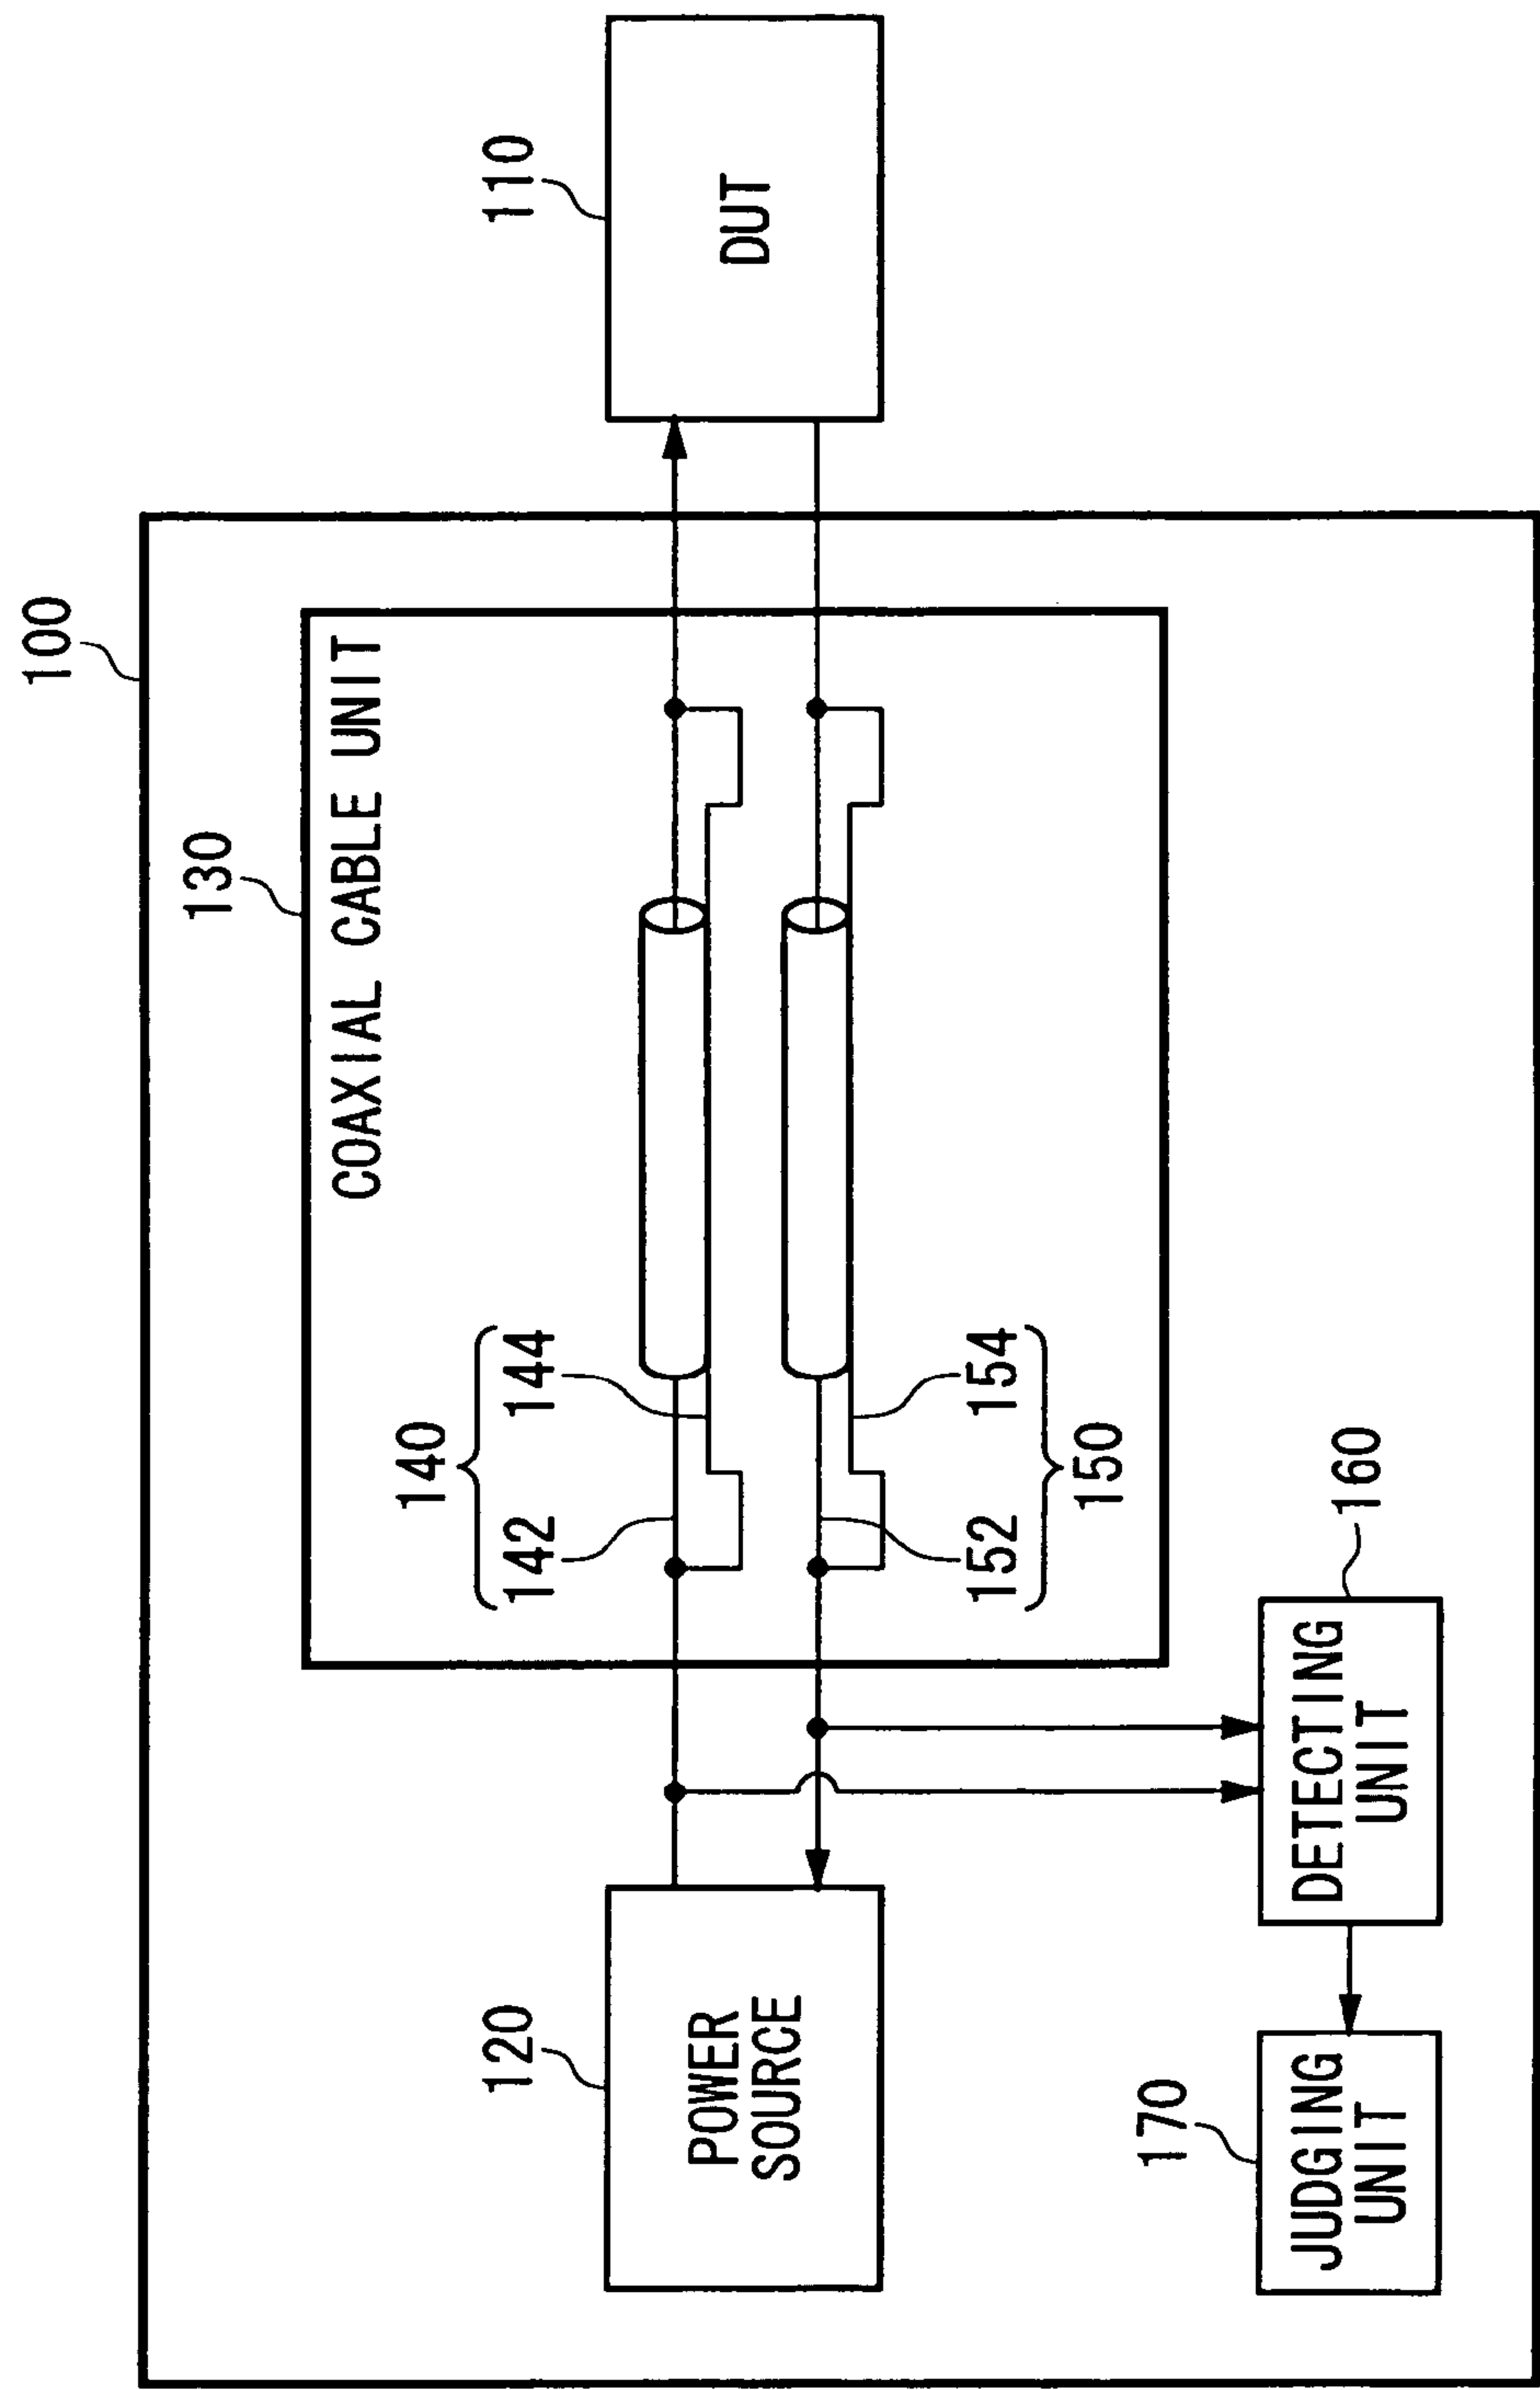 100
130
COAXIAL CABLE UNIT
110
DUT
120
POWER
SOURCE
140
142
144
152
154
150
160
DETECTING
UNIT
170
JUDGING
UNIT